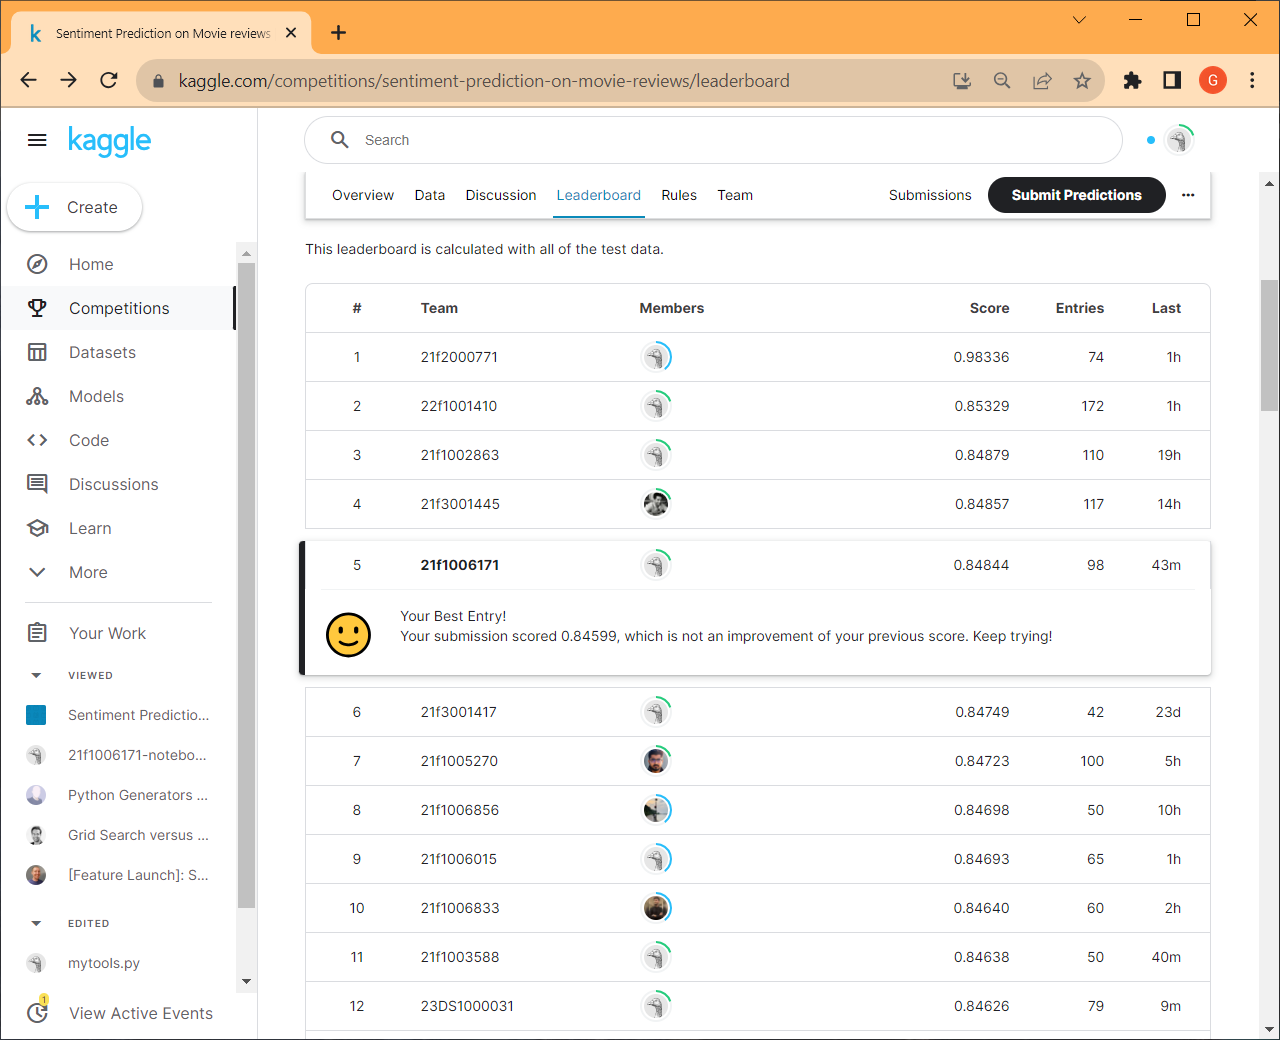 Sentiment Prediction on Movie reviews
kaggle.com/competitions/sentiment-prediction-on-movie-reviews/leaderboard
G
kaggle
Search
Create
Home
Competitions
Datasets
Models
Code
Discussions
Learn
More
Your Work
VIEWED
Sentiment Predictio...
21f1006171-notebo...
Python Generators ...
Grid Search versus ...
[Feature Launch]: S...
EDITED
mytools.py
1
View Active Events
Overview Data Discussion Leaderboard Rules Team Submissions Submit Predictions
This leaderboard is calculated with all of the test data.
# Team Members Score Entries Last
1 21f2000771 0.98336 74 1h
2 22f1001410 0.85329 172 1h
3 21f1002863 0.84879 110 19h
4 21f3001445 0.84857 117 14h
5 21f1006171 0.84844 98 43m
Your Best Entry!
Your submission scored 0.84599, which is not an improvement of your previous score. Keep trying!
6 21f3001417 0.84749 42 23d
7 21f1005270 0.84723 100 5h
8 21f1006856 0.84698 50 10h
9 21f1006015 0.84693 65 1h
10 21f1006833 0.84640 60 2h
11 21f1003588 0.84638 50 40m
12 23DS1000031 0.84626 79 9m